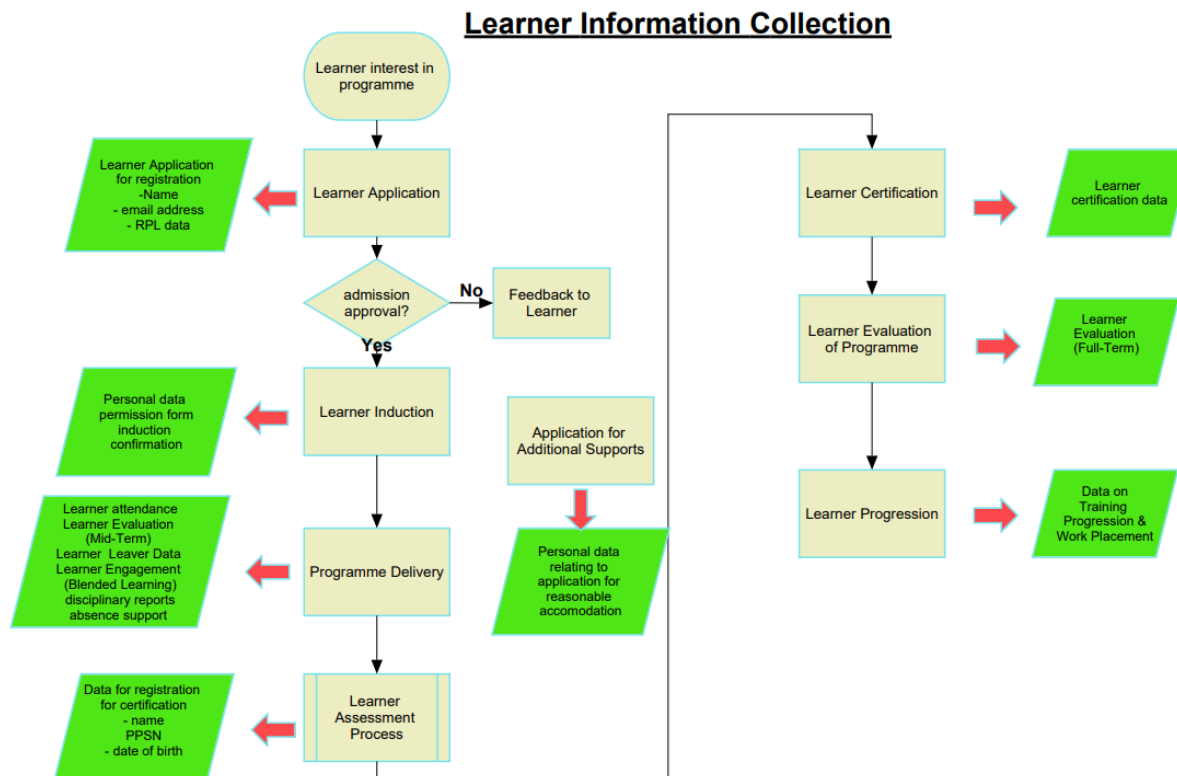 Learner Information Collection
Learner interest in
programme
Learner Application
for registration
-Name
- email address
- RPL data
Learner Application
admission
approval?
No
Feedback to
Learner
Yes
Personal data
permission form
induction
confirmation
Learner Induction
Application for
Additional Supports
Learner attendance
Learner Evaluation
(Mid-Term)
Learner  Leaver Data
Learner Engagement
(Blended Learning)
disciplinary reports
absence support
Programme Delivery
Personal data
relating to
application for
reasonable
accomodation
Data for registration
for certification
- name
PPSN
- date of birth
Learner
Assessment
Process
Learner Certification
Learner
certification data
Learner Evaluation
of Programme
Learner
Evaluation
(Full-Term)
Learner Progression
Data on
Training
Progression &
Work Placement